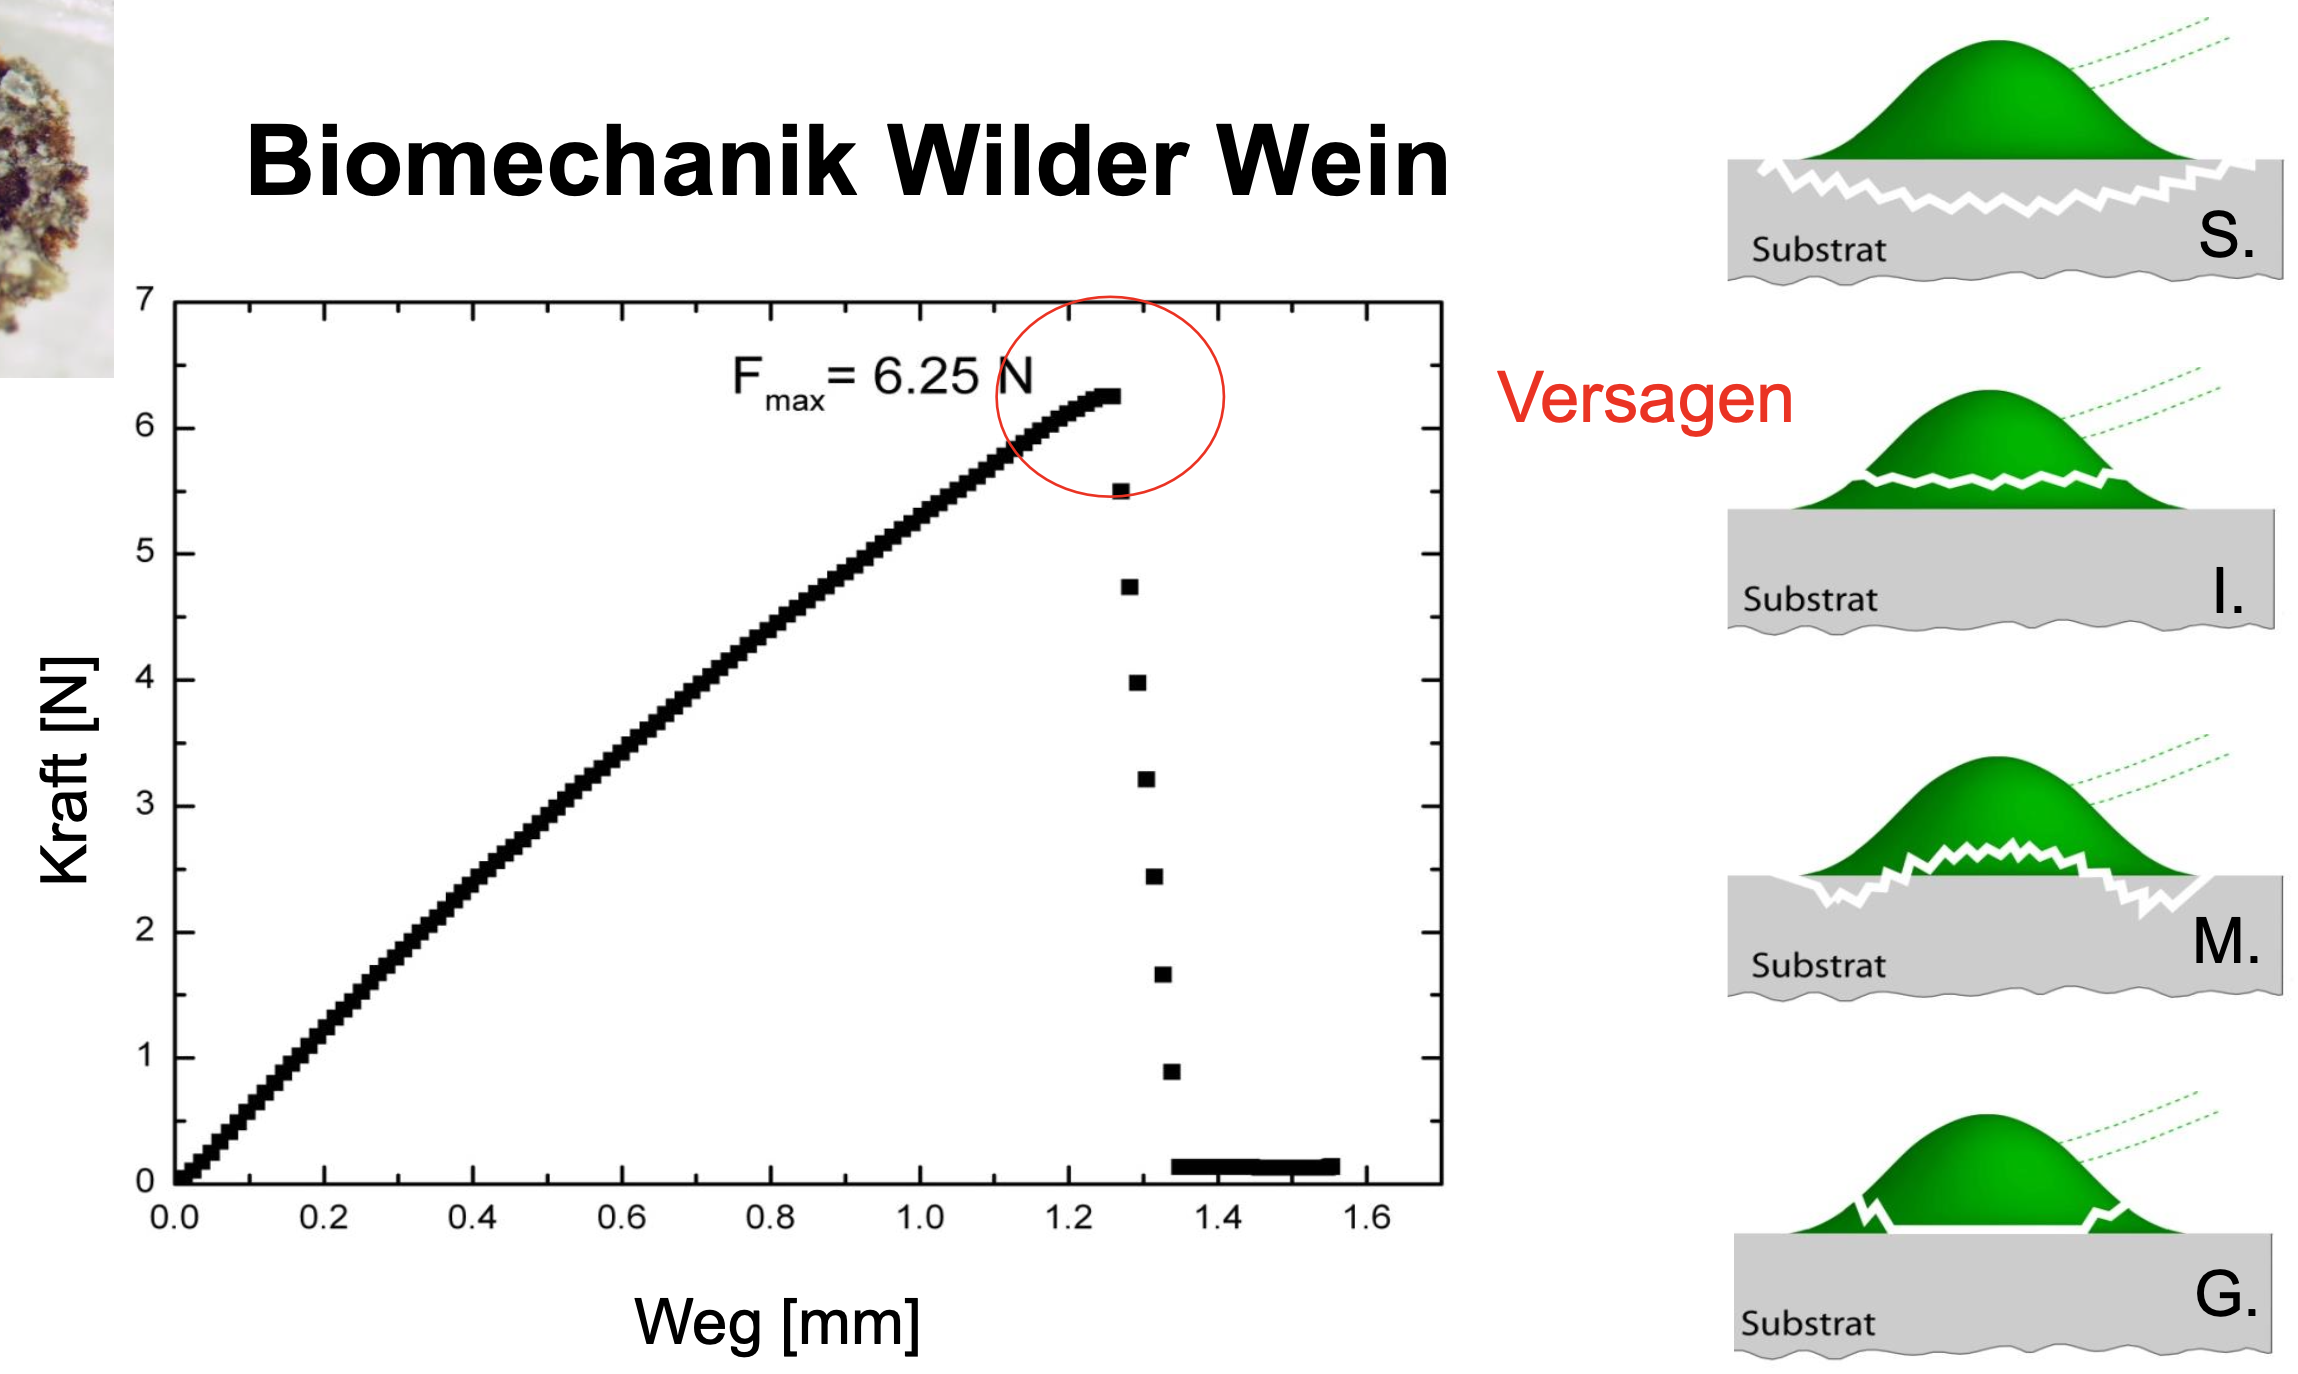 Biomechanik Wilder Wein
Kraft [N]
7
6
5
4
3
2
1
0
Fmax= 6.25 N
0.0 0.2 0.4 0.6 0.8 1.0 1.2 1.4 1.6
Weg [mm]
Versagen
Substrat S.
Substrat I.
Substrat M.
Substrat G.